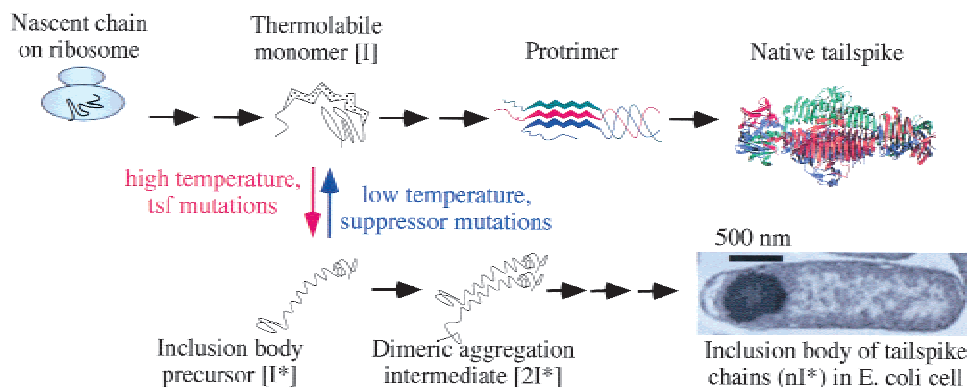 Nascent chain
on ribosome
Thermolabile
monomer [I]
Protrimer
Native tailspike
high temperature,
tsf mutations
low temperature,
suppressor mutations
500 nm
Inclusion body
precursor [I*]
Dimeric aggregation
intermediate [2I*]
Inclusion body of tailspike
chains (nI*) in E. coli cell